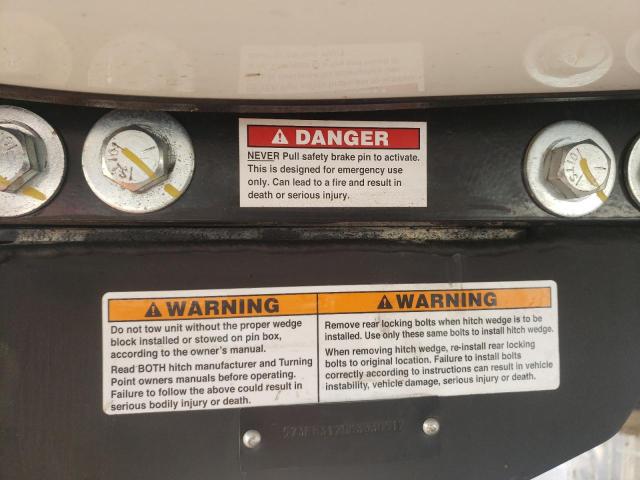 DANGER
NEVER Pull safety brake pin to activate.
This is designed for emergency use
only. Can lead to a fire and result in
death or serious injury.
WARNING
Do not tow unit without the proper wedge
block installed or stowed on pin box,
according to the owner's manual.
Read BOTH hitch manufacturer and Turning
Point owners manuals before operating.
Failure to follow the above could result in
serious bodily injury or death.
WARNING
Remove rear locking bolts when hitch wedge is to be
installed. Use only these same bolts to install hitch wedge.
When removing hitch wedge, re-install rear locking
bolts to original location. Failure to install bolts
correctly according to instructions can result in vehicle
instability, vehicle damage, serious injury or death.